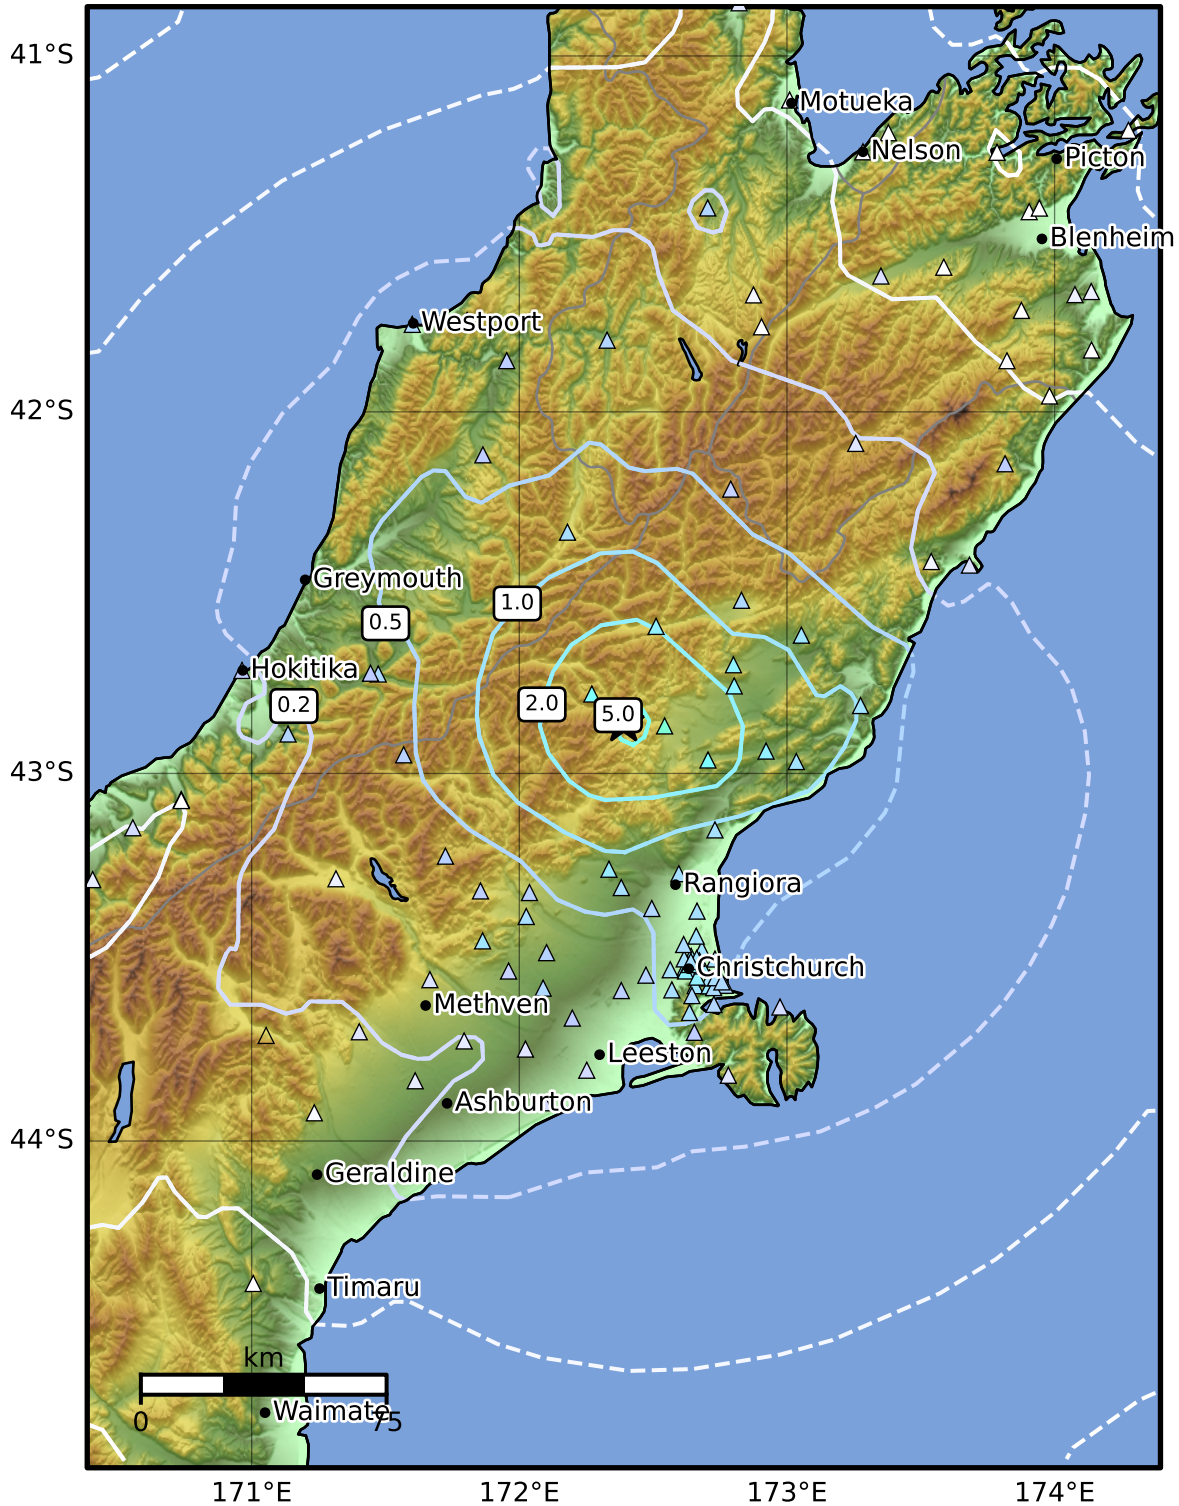 41°S
Motueka
Nelson
Picton
Blenheim
Westport
42°S
Greymouth
1.0
0.5
Hokitika
0.2
2.0
5.0
43°S
Rangiora
Christchurch
Methven
Leeston
Ashburton
44°S
Geraldine
Timaru
km
Waimate
0
75
171°E
172°E
173°E
174°E